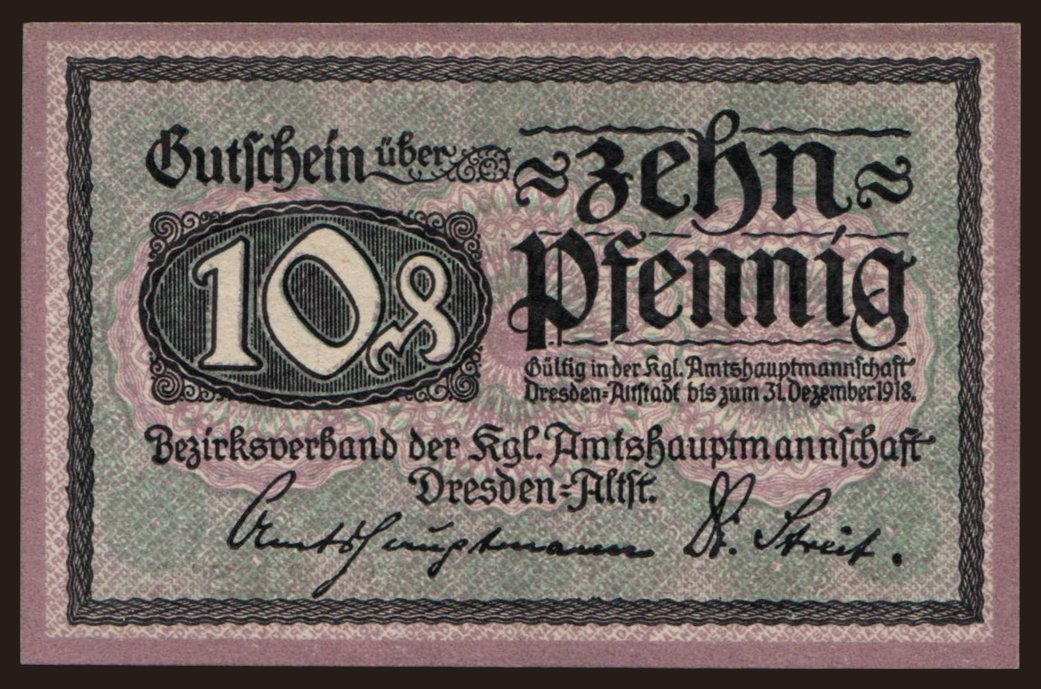 Gutschein über
zehn
Pfennig
10 ₰
Gültig in der Kgl. Amtshauptmannschaft
Dresden=Altstadt bis zum 31. Dezember 1918.
Bezirksverband der Kgl. Amtshauptmannschaft
Dresden=Altst.
Amtshauptmann Dr. Streit.